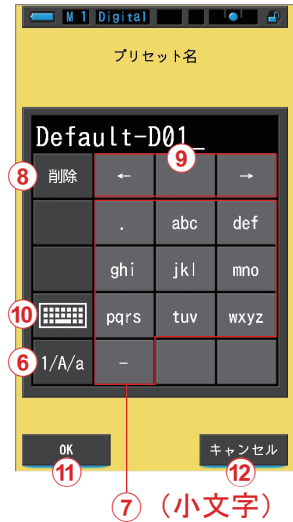 M 1 Digital
プリセット名
Default-D01_
⑧ 削除 ← ⑨ →
. abc def
ghi jkl mno
⑩ pqrs tuv wxyz
⑥ 1/A/a −
OK キャンセル
⑪ ⑫
⑦ (小文字)